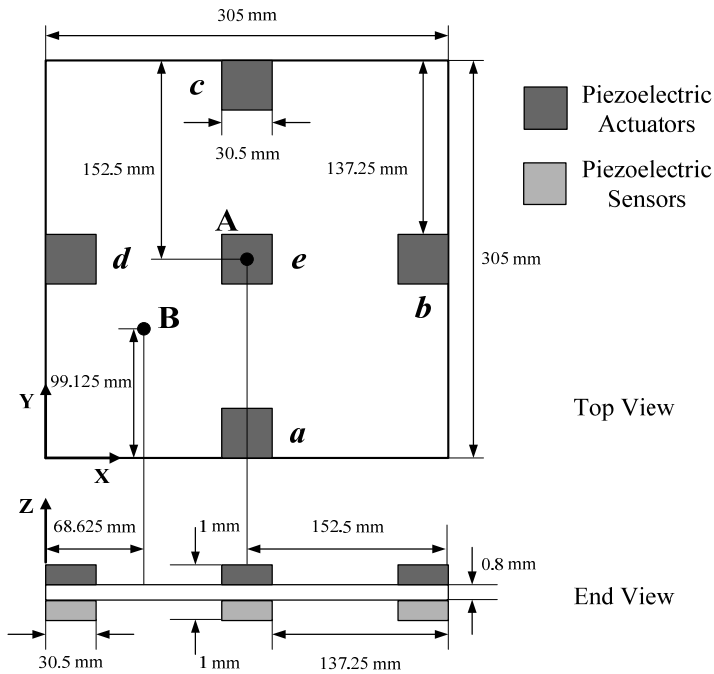 305 mm
c
Piezoelectric
Actuators
30.5 mm
152.5 mm
137.25 mm
Piezoelectric
Sensors
A
d
e
305 mm
b
B
99.125 mm
Y
Top View
a
X
Z
68.625 mm
1 mm
152.5 mm
0.8 mm
End View
30.5 mm
1 mm
137.25 mm